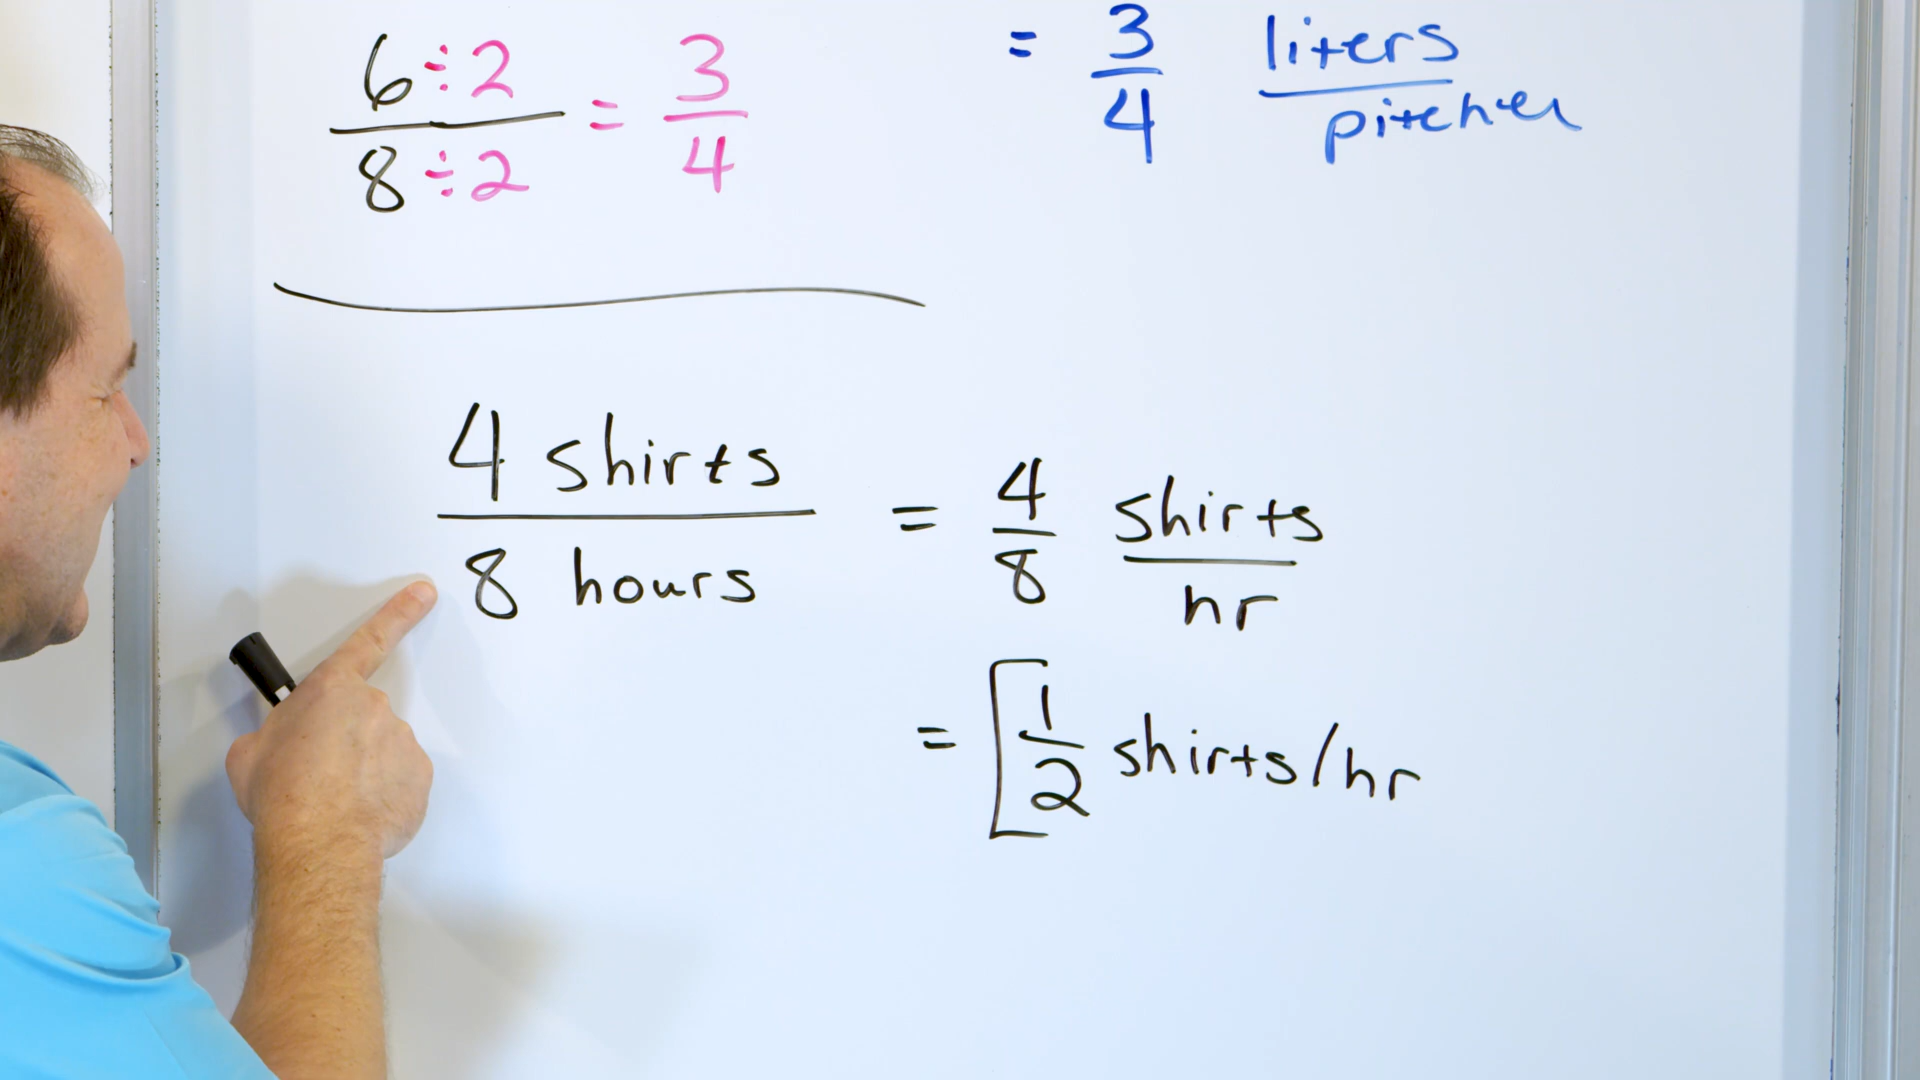 6 ÷ 2 / 8 ÷ 2 = 3 / 4
= 3 / 4 liters / pitcher
4 shirts / 8 hours = 4 / 8 shirts / hr
= [ 1 / 2 shirts/hr